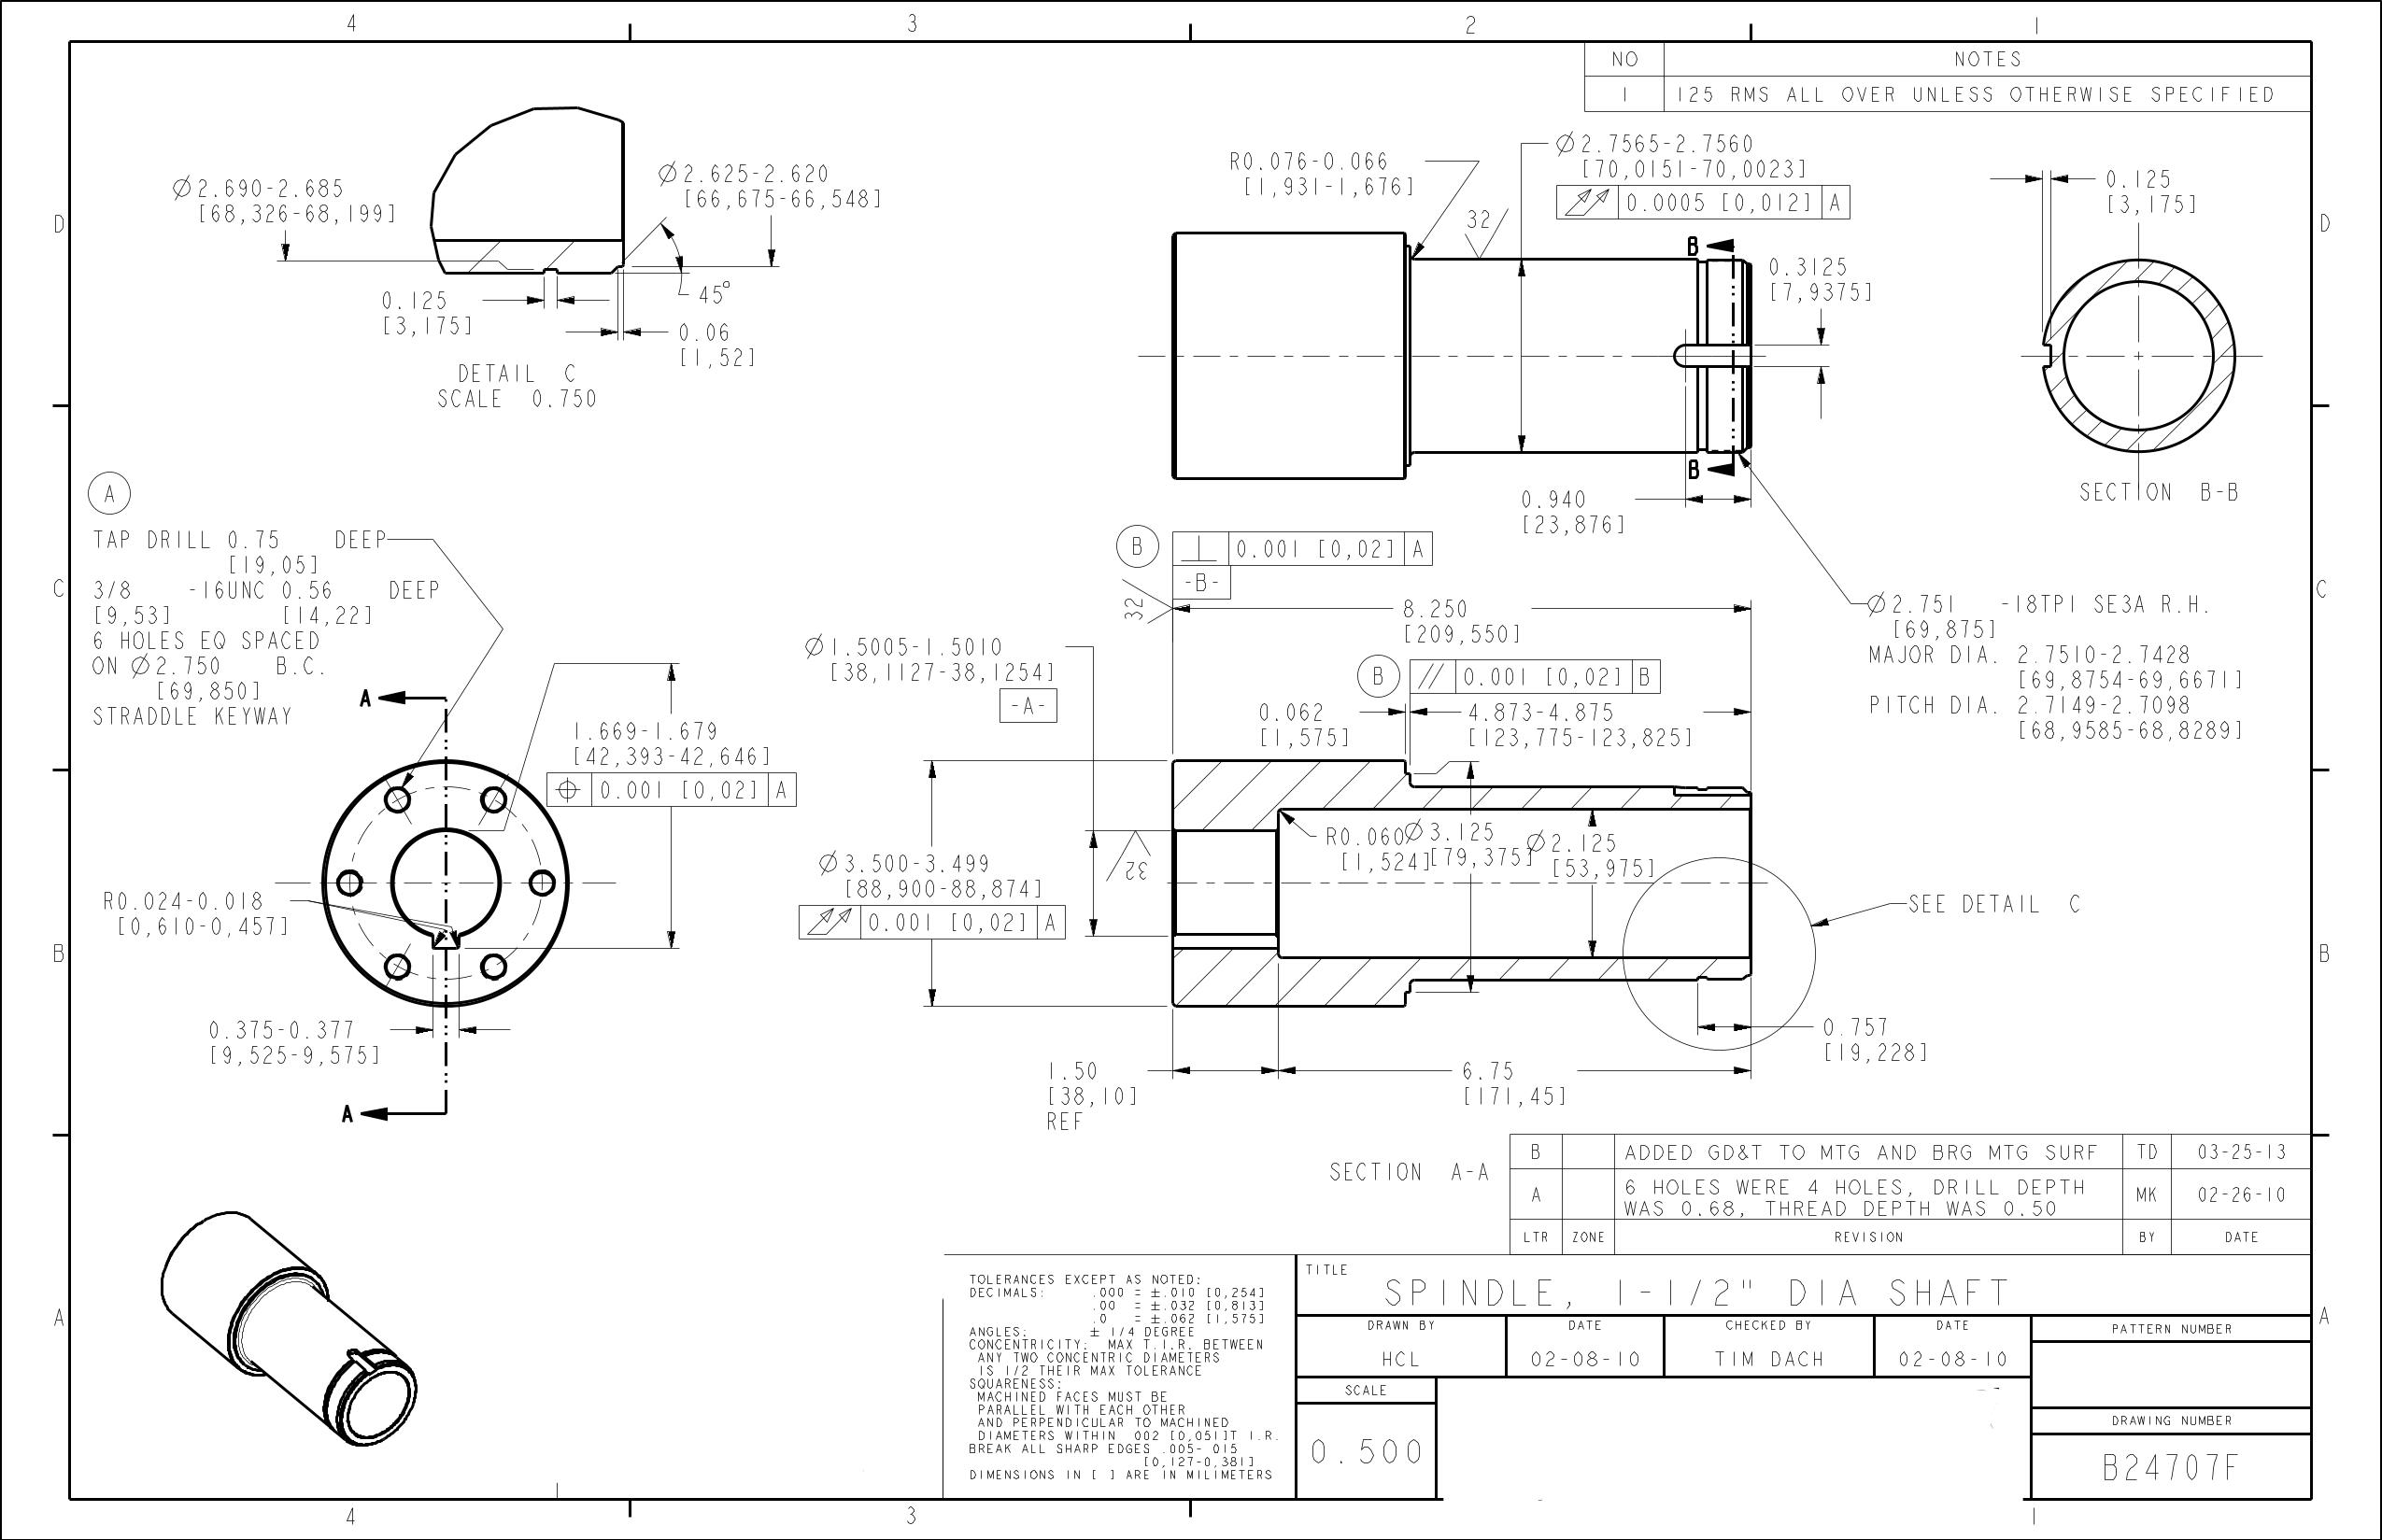 4
3
2
1
NO NOTES
1 125 RMS ALL OVER UNLESS OTHERWISE SPECIFIED
D
D
Ø2.690-2.685
[68,326-68,199]
Ø2.625-2.620
[66,675-66,548]
0.125
[3,175]
45°
0.06
[1,52]
DETAIL C
SCALE 0.750
R0.076-0.066
[1,931-1,676]
32
Ø2.7565-2.7560
[70,0151-70,0023]
0.0005 [0,012] A
B
B
0.3125
[7,9375]
0.940
[23,876]
0.125
[3,175]
SECTION B-B
C
C
A
TAP DRILL 0.75 DEEP
[19,05]
3/8 -16UNC 0.56 DEEP
[9,53] [14,22]
6 HOLES EQ SPACED
ON Ø2.750 B.C.
[69,850]
STRADDLE KEYWAY
A
A
1.669-1.679
[42,393-42,646]
⌖ 0.001 [0,02] A
R0.024-0.018
[0,610-0,457]
0.375-0.377
[9,525-9,575]
B
⊥ 0.001 [0,02] A
-B-
32
8.250
[209,550]
Ø1.5005-1.5010
[38,1127-38,1254]
-A-
B
// 0.001 [0,02] B
0.062
[1,575]
4.873-4.875
[123,775-123,825]
Ø2.751 -18TPI SE3A R.H.
[69,875]
MAJOR DIA. 2.7510-2.7428
[69,8754-69,6671]
PITCH DIA. 2.7149-2.7098
[68,9585-68,8289]
Ø3.500-3.499
[88,900-88,874]
0.001 [0,02] A
32
R0.060
[1,524]
Ø3.125
[79,375]
Ø2.125
[53,975]
SEE DETAIL C
0.757
[19,228]
1.50
[38,10]
REF
6.75
[171,45]
SECTION A-A
B
B
B ADDED GD&T TO MTG AND BRG MTG SURF TD 03-25-13
A 6 HOLES WERE 4 HOLES, DRILL DEPTH
WAS 0.68, THREAD DEPTH WAS 0.50 MK 02-26-10
LTR ZONE REVISION BY DATE
A
A
TOLERANCES EXCEPT AS NOTED:
DECIMALS: .000 = ±.010 [0,254]
.00 = ±.032 [0,813]
.0 = ±.062 [1,575]
ANGLES: ± 1/4 DEGREE
CONCENTRICITY: MAX T.I.R. BETWEEN
ANY TWO CONCENTRIC DIAMETERS
IS 1/2 THEIR MAX TOLERANCE
SQUARENESS:
MACHINED FACES MUST BE
PARALLEL WITH EACH OTHER
AND PERPENDICULAR TO MACHINED
DIAMETERS WITHIN .002 [0,051]T I.R.
BREAK ALL SHARP EDGES .005-.015
[0,127-0,381]
DIMENSIONS IN [ ] ARE IN MILIMETERS
TITLE
SPINDLE, 1-1/2" DIA SHAFT
DRAWN BY DATE CHECKED BY DATE
HCL 02-08-10 TIM DACH 02-08-10
PATTERN NUMBER
SCALE
0.500
DRAWING NUMBER
B24707F
4
3
1